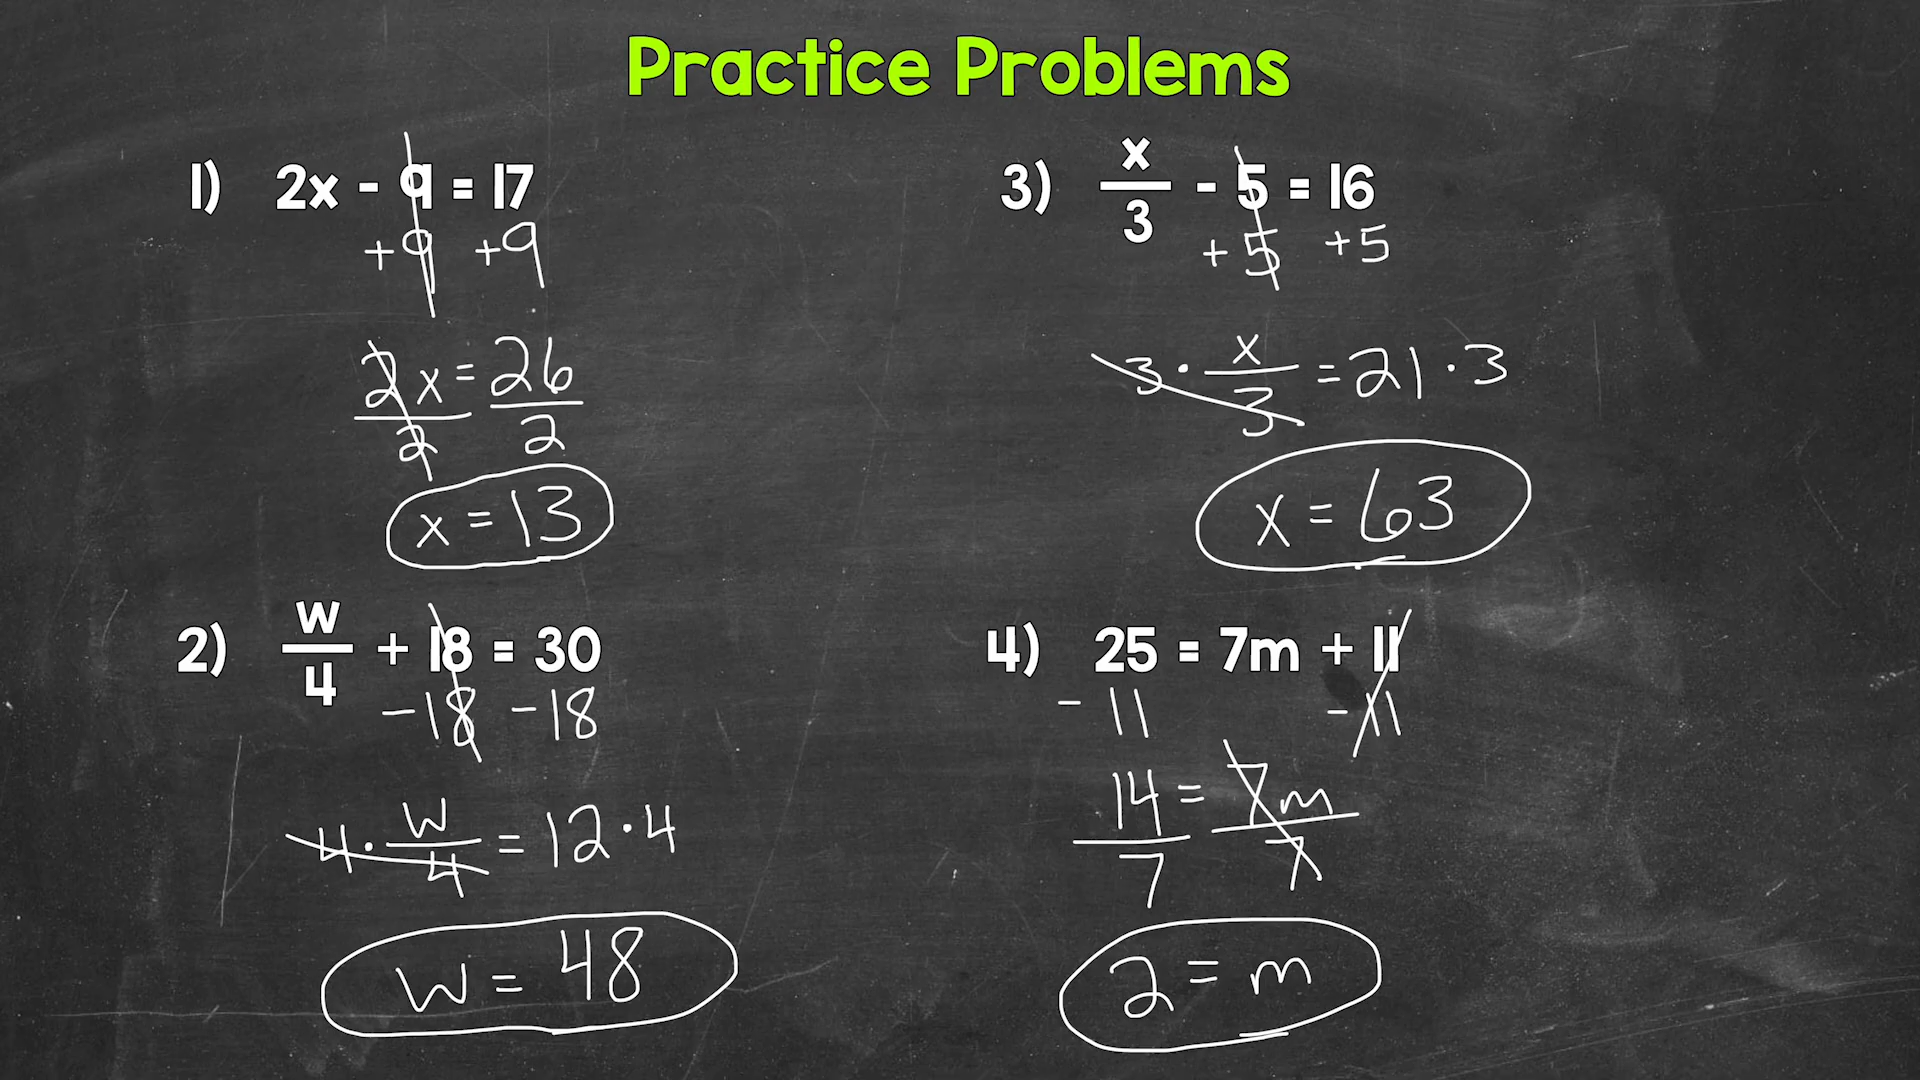 Practice Problems
1) 2x - 9 = 17
+9 +9
2x = 26
2 2
x = 13
2) w/4 + 18 = 30
-18 -18
4 · w/4 = 12 · 4
w = 48
3) x/3 - 5 = 16
+5 +5
3 · x/3 = 21 · 3
x = 63
4) 25 = 7m + 11
- 11 - 11
14 = 7m
7 7
2 = m